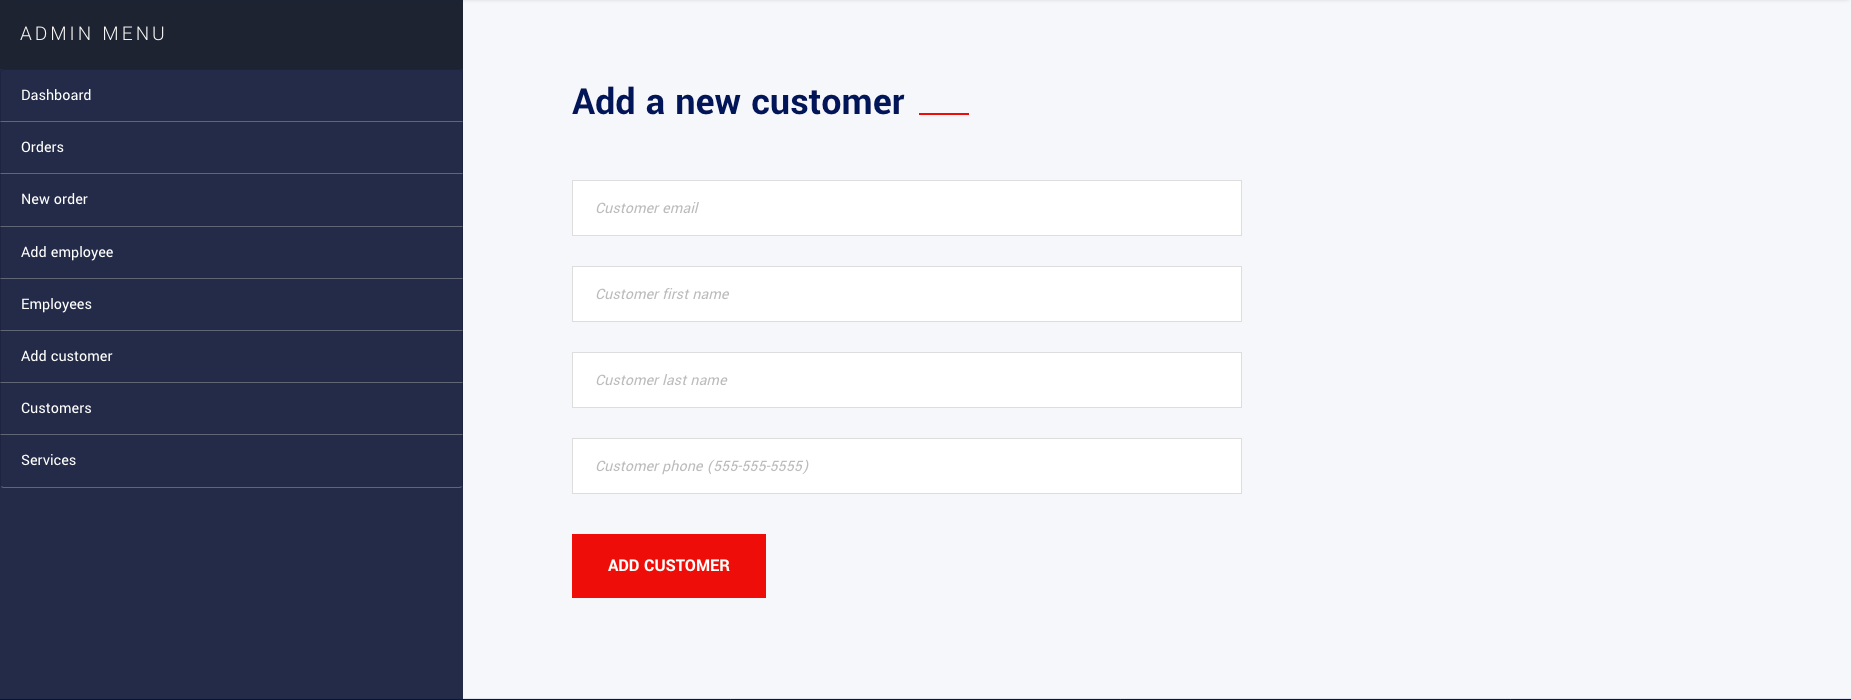 ADMIN MENU
Dashboard
Orders
New order
Add employee
Employees
Add customer
Customers
Services
Add a new customer
Customer email
Customer first name
Customer last name
Customer phone (555-555-5555)
ADD CUSTOMER